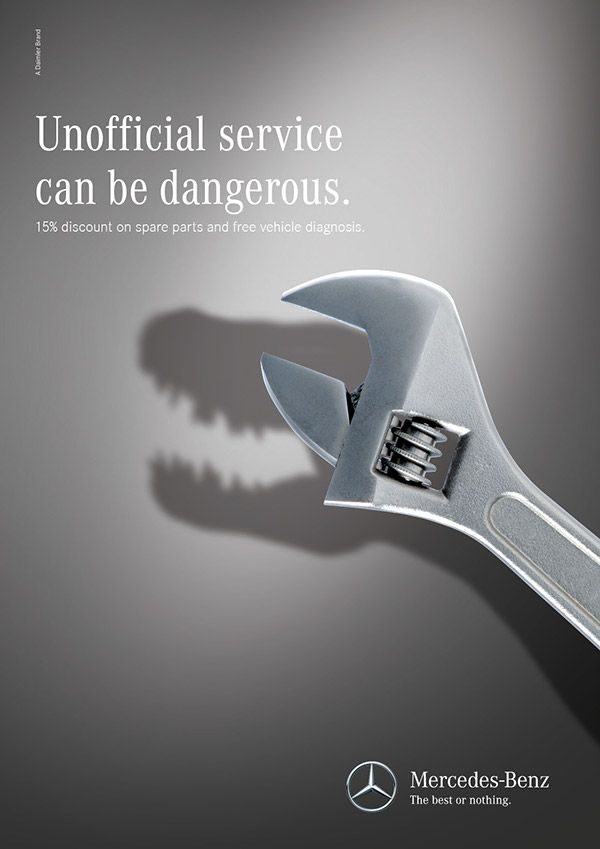 A Daimler Brand
Unofficial service
can be dangerous.
15% discount on spare parts and free vehicle diagnosis.
Mercedes-Benz
The best or nothing.